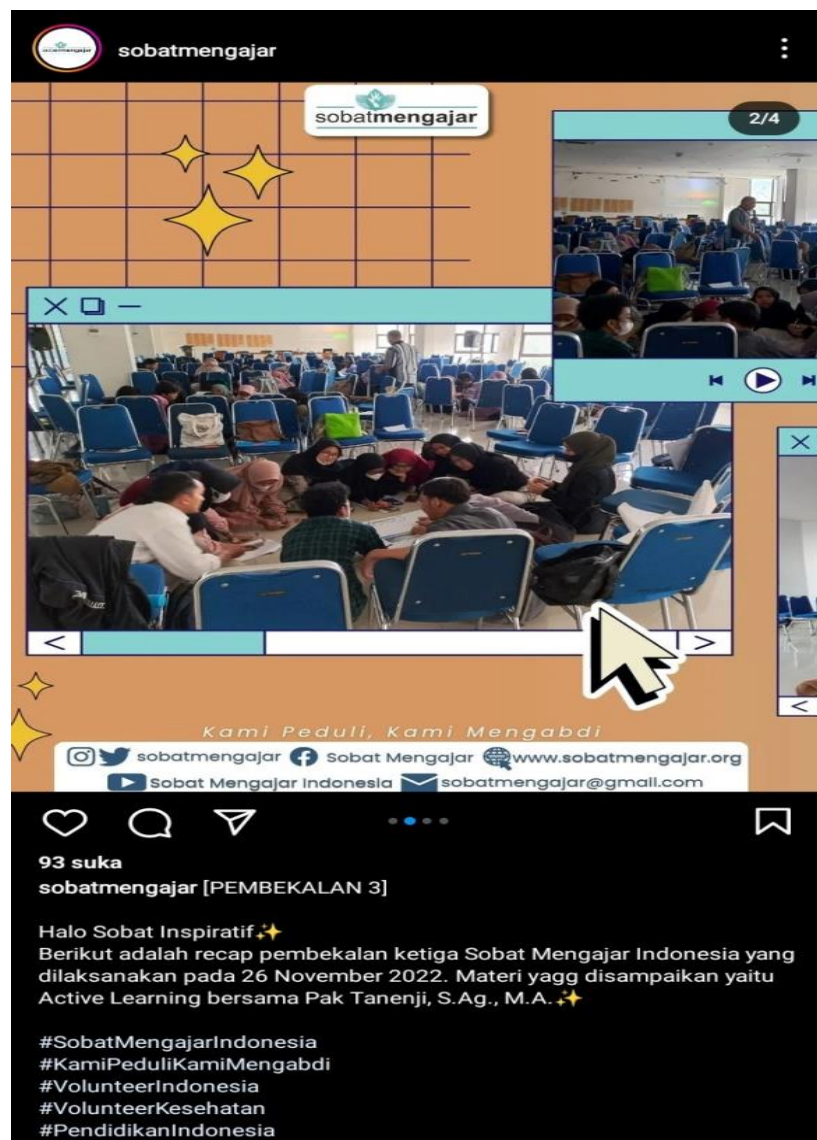 sobatmengajar
sobatmengajar
2/4
Kami Peduli, Kami Mengabdi
sobatmengajar Sobat Mengajar www.sobatmengajar.org
Sobat Mengajar Indonesia sobatmengajar@gmail.com
93 suka
sobatmengajar [PEMBEKALAN 3]
Halo Sobat Inspiratif✨
Berikut adalah recap pembekalan ketiga Sobat Mengajar Indonesia yang
dilaksanakan pada 26 November 2022. Materi yagg disampaikan yaitu
Active Learning bersama Pak Tanenji, S.Ag., M.A.✨
#SobatMengajarIndonesia
#KamiPeduliKamiMengabdi
#VolunteerIndonesia
#VolunteerKesehatan
#PendidikanIndonesia